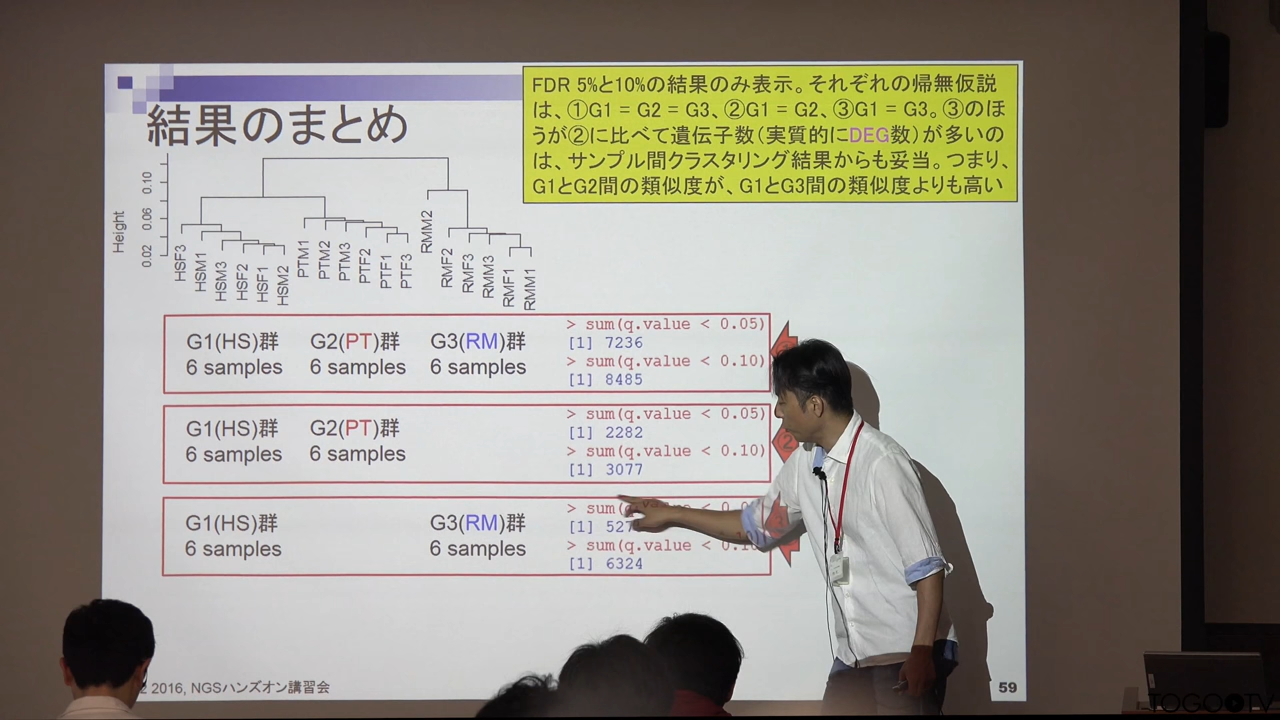 結果のまとめ
FDR 5%と10%の結果のみ表示。それぞれの帰無仮説
は、①G1 = G2 = G3、②G1 = G2、③G1 = G3。③のほ
うが②に比べて遺伝子数(実質的にDEG数)が多いの
は、サンプル間クラスタリング結果からも妥当。つまり、
G1とG2間の類似度が、G1とG3間の類似度よりも高い
Height
0.02 0.06 0.10
HSF3
HSM1
HSM3
HSF2
HSF1
HSM2
PTM1
PTM2
PTM3
PTF2
PTF1
PTF3
RMM2
RMF2
RMF3
RMM3
RMF1
RMM1
G1(HS)群 G2(PT)群 G3(RM)群
6 samples 6 samples 6 samples
> sum(q.value < 0.05)
[1] 7236
> sum(q.value < 0.10)
[1] 8485
G1(HS)群 G2(PT)群
6 samples 6 samples
> sum(q.value < 0.05)
[1] 2282
> sum(q.value < 0.10)
[1] 3077
②
G1(HS)群 G3(RM)群
6 samples 6 samples
> sum(q.value < 0.05)
[1]
> sum(q.value < 0.10)
[1] 6324
2016, NGSハンズオン講習会
59
TOGOTV